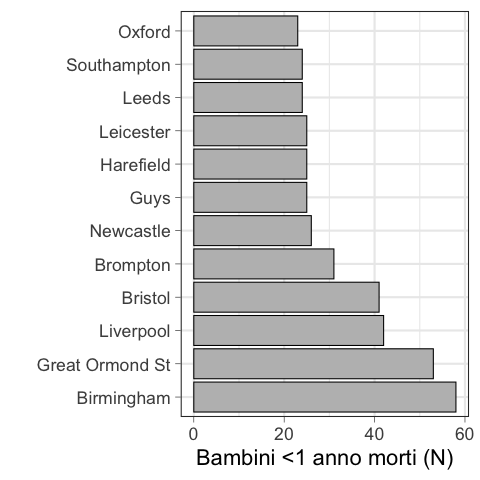 Oxford
Southampton
Leeds
Leicester
Harefield
Guys
Newcastle
Brompton
Bristol
Liverpool
Great Ormond St
Birmingham
0 20 40 60
Bambini <1 anno morti (N)